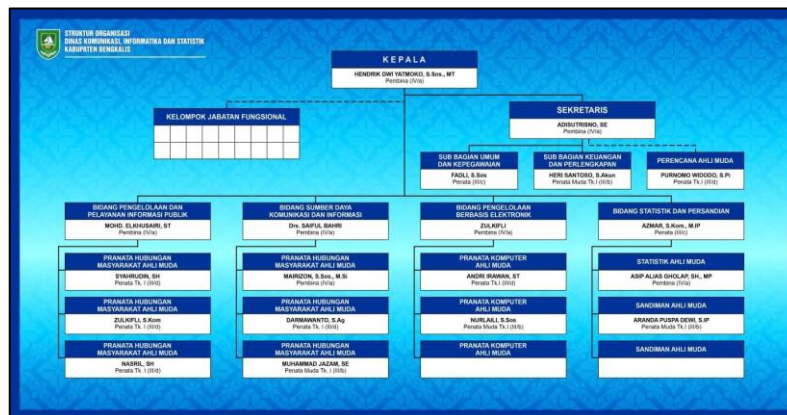 STRUKTUR ORGANISASI
DINAS KOMUNIKASI, INFORMATIKA DAN STATISTIK
KABUPATEN BENGKALIS
KEPALA
HENDRIK DWI YATMOKO, S.Sos., MT
Pembina (IV/a)
KELOMPOK JABATAN FUNGSIONAL
SEKRETARIS
ADISUTRISNO, SE
Pembina (IV/a)
SUB BAGIAN UMUM
DAN KEPEGAWAIAN
FADLI, S.Sos
Penata (III/c)
SUB BAGIAN KEUANGAN
DAN PERLENGKAPAN
HERI SANTOSO, S.Akun
Penata Muda Tk.I (III/b)
PERENCANA AHLI MUDA
PURNOMO WIDODO, S.Pi
Penata Tk.I (III/d)
BIDANG PENGELOLAAN DAN
PELAYANAN INFORMASI PUBLIK
MOHD. ELKHUSAIRI, ST
Pembina (IV/a)
BIDANG SUMBER DAYA
KOMUNIKASI DAN INFORMASI
Drs. SAIFUL BAHRI
Pembina (IV/a)
BIDANG PENGELOLAAN
BERBASIS ELEKTRONIK
ZULKIFLI
Pembina (IV/a)
BIDANG STATISTIK DAN PERSANDIAN
AZMAR, S.Kom., M.IP
Penata (III/c)
PRANATA HUBUNGAN
MASYARAKAT AHLI MUDA
SYAHRUDIN, SH
Penata Tk. I (III/d)
PRANATA HUBUNGAN
MASYARAKAT AHLI MUDA
MAIRIZON, S.Sos., M.Si
Pembina (IV/a)
PRANATA KOMPUTER
AHLI MUDA
ANDRI IRAWAN, ST
Penata Tk.I (III/d)
STATISTIK AHLI MUDA
ASIP ALIAS GHOLAP, SH., MP
Pembina (IV/a)
PRANATA HUBUNGAN
MASYARAKAT AHLI MUDA
ZULKIFLI, S.Kom
Penata Tk. I (III/d)
PRANATA HUBUNGAN
MASYARAKAT AHLI MUDA
DARMAWANTO, S.Ag
Penata Tk. I (III/d)
PRANATA KOMPUTER
AHLI MUDA
NURLAILI, S.Sos
Penata Muda Tk.I (III/b)
SANDIMAN AHLI MUDA
ARANDA PUSPA DEWI, S.IP
Penata Muda Tk.I (III/b)
PRANATA HUBUNGAN
MASYARAKAT AHLI MUDA
NASRIL, SH
Penata Tk. I (III/d)
PRANATA HUBUNGAN
MASYARAKAT AHLI MUDA
MUHAMMAD JAZAM, SE
Penata Muda Tk.I (III/b)
PRANATA KOMPUTER
AHLI MUDA
SANDIMAN AHLI MUDA